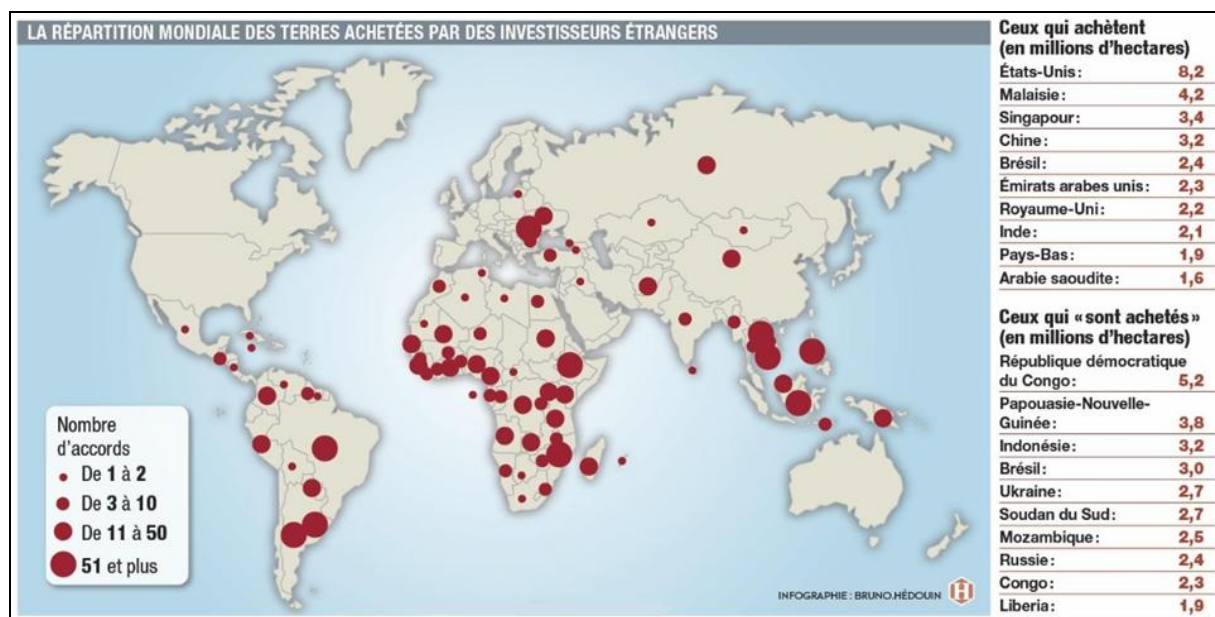 LA RÉPARTITION MONDIALE DES TERRES ACHETÉES PAR DES INVESTISSEURS ÉTRANGERS
Nombre
d'accords
De 1 à 2
De 3 à 10
De 11 à 50
51 et plus
INFOGRAPHIE : BRUNO.HÉDOUIN
H
Ceux qui achètent
(en millions d'hectares)
États-Unis : 8,2
Malaisie : 4,2
Singapour : 3,4
Chine : 3,2
Brésil : 2,4
Émirats arabes unis : 2,3
Royaume-Uni : 2,2
Inde : 2,1
Pays-Bas : 1,9
Arabie saoudite : 1,6
Ceux qui « sont achetés »
(en millions d'hectares)
République démocratique
du Congo : 5,2
Papouasie-Nouvelle-
Guinée : 3,8
Indonésie : 3,2
Brésil : 3,0
Ukraine : 2,7
Soudan du Sud : 2,7
Mozambique : 2,5
Russie : 2,4
Congo : 2,3
Liberia : 1,9